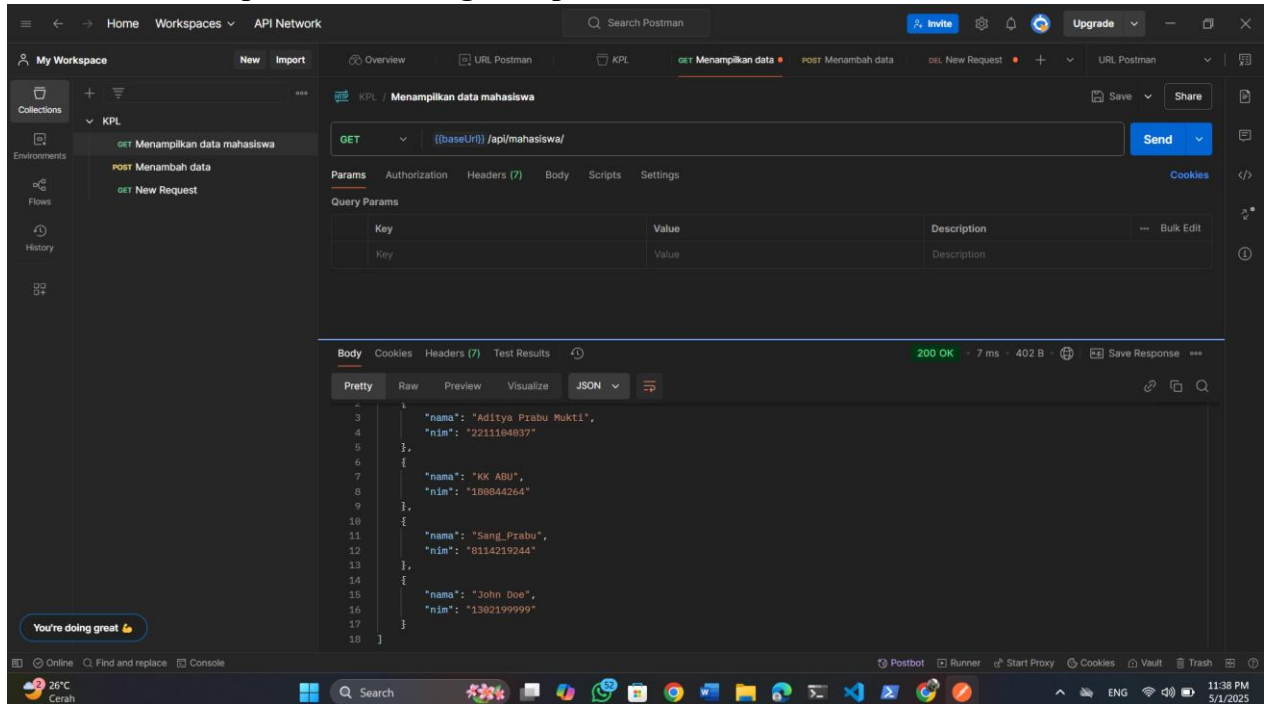 Home Workspaces API Network Search Postman Invite Upgrade
My Workspace New Import Overview URL Postman KPL GET Menampilkan data POST Menambah data DEL New Request URL Postman
Collections
KPL
HTTP KPL / Menampilkan data mahasiswa Save Share
GET Menampilkan data mahasiswa
POST Menambah data
GET New Request
Environments
Flows
History
GET {{baseUrl}} /api/mahasiswa/ Send
Params Authorization Headers (7) Body Scripts Settings Cookies
Query Params
Key Value Description Bulk Edit
Key Value Description
Body Cookies Headers (7) Test Results 200 OK 7 ms 402 B Save Response
Pretty Raw Preview Visualize JSON
2 {
3 "nama": "Aditya Prabu Mukti",
4 "nim": "2211104037"
5 },
6 {
7 "nama": "KK ABU",
8 "nim": "180844264"
9 },
10 {
11 "nama": "Sang_Prabu",
12 "nim": "8114219244"
13 },
14 {
15 "nama": "John Doe",
16 "nim": "1302199999"
17 }
18 ]
You're doing great
Online Find and replace Console Postbot Runner Start Proxy Cookies Vault Trash
2 26°C
Cerah
Search 52 ENG 11:38 PM
5/1/2025